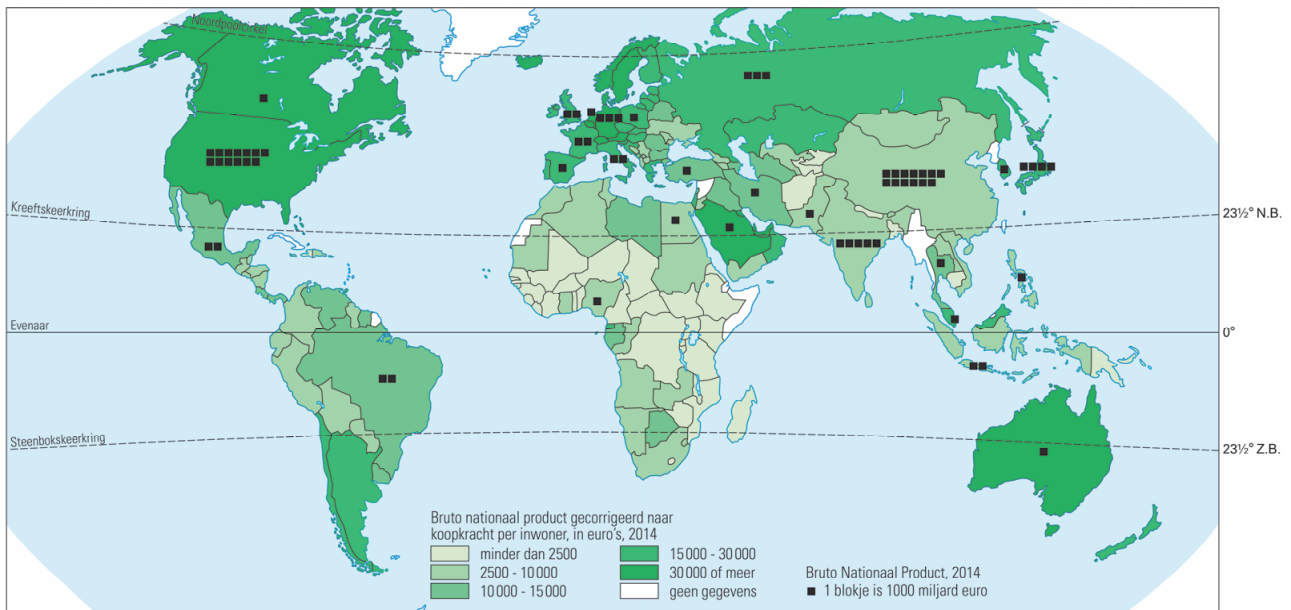 Noordpoolcirkel
Kreeftskeerkring
23½° N.B.
Evenaar
0°
Steenbokskeerkring
23½° Z.B.
Bruto nationaal product gecorrigeerd naar
koopkracht per inwoner, in euro's, 2014
minder dan 2500
2500 - 10 000
10 000 - 15 000
15 000 - 30 000
30 000 of meer
geen gegevens
Bruto Nationaal Product, 2014
1 blokje is 1000 miljard euro